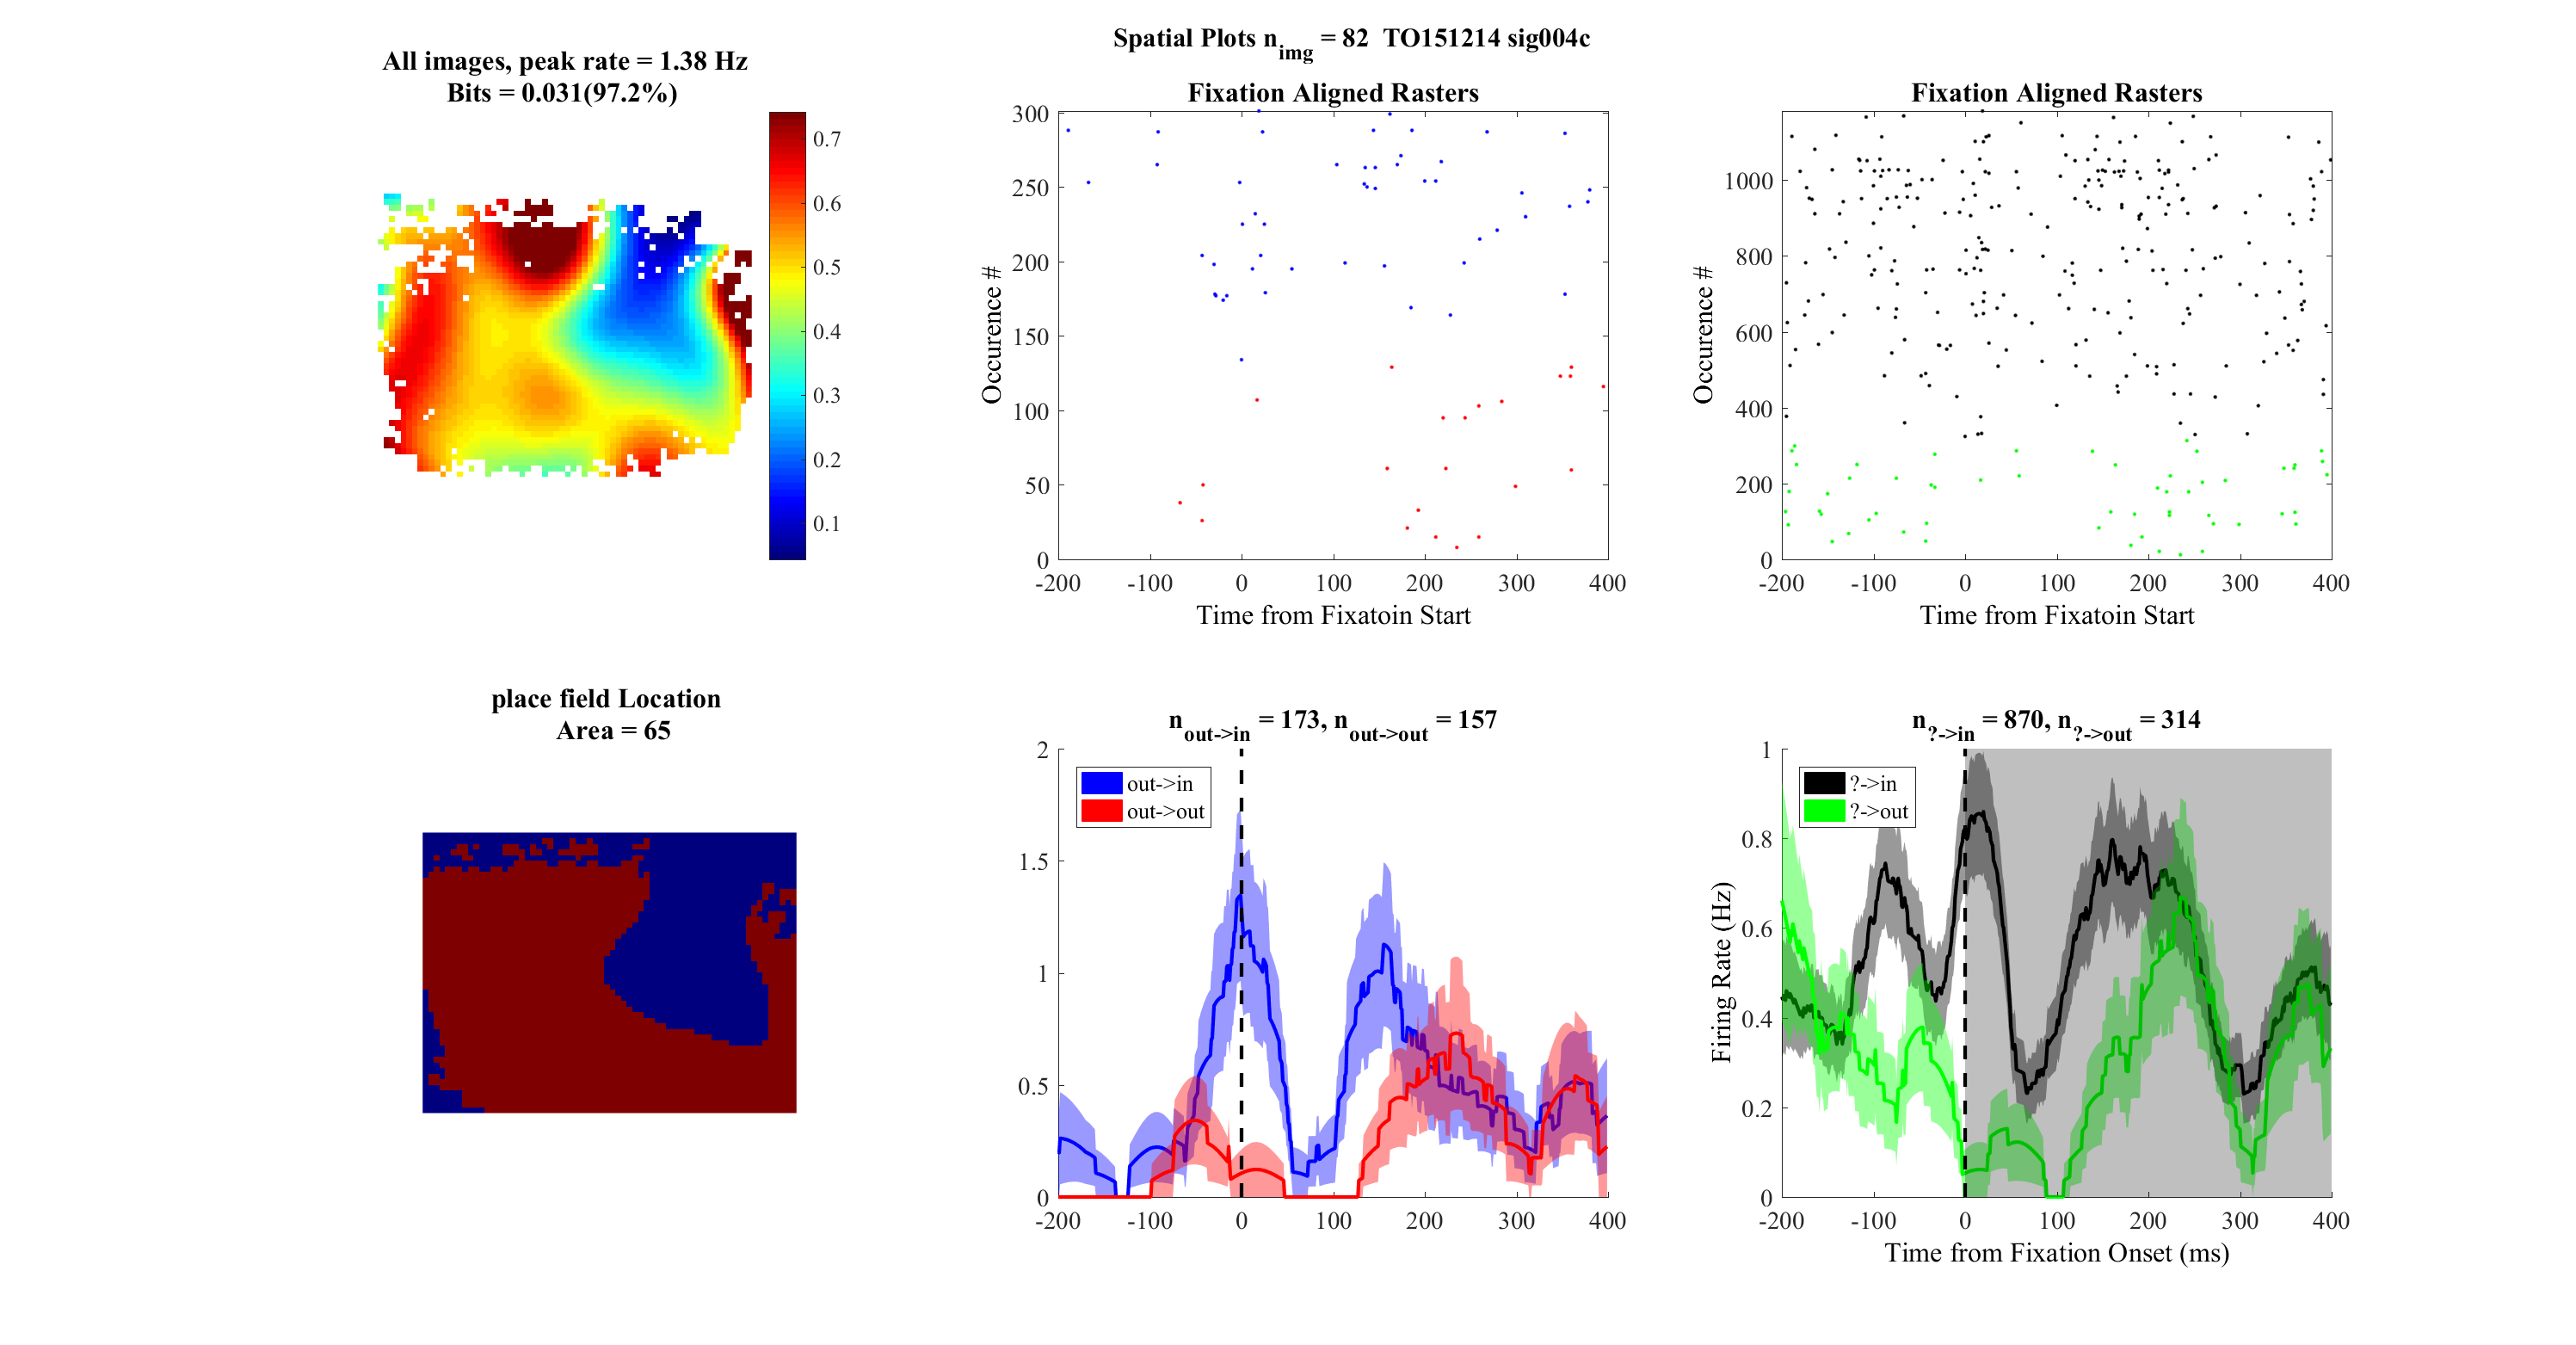 Spatial Plots n_img = 82 TO151214 sig004c
All images, peak rate = 1.38 Hz
Bits = 0.031(97.2%)
0.7
0.6
0.5
0.4
0.3
0.2
0.1
Fixation Aligned Rasters
Occurence #
300
250
200
150
100
50
0
-200 -100 0 100 200 300 400
Time from Fixatoin Start
Fixation Aligned Rasters
Occurence #
1000
800
600
400
200
0
-200 -100 0 100 200 300 400
Time from Fixatoin Start
place field Location
Area = 65
n_out->in = 173, n_out->out = 157
out->in
out->out
2
1.5
1
0.5
0
-200 -100 0 100 200 300 400
n_?->in = 870, n_?->out = 314
?->in
?->out
Firing Rate (Hz)
1
0.8
0.6
0.4
0.2
0
-200 -100 0 100 200 300 400
Time from Fixation Onset (ms)